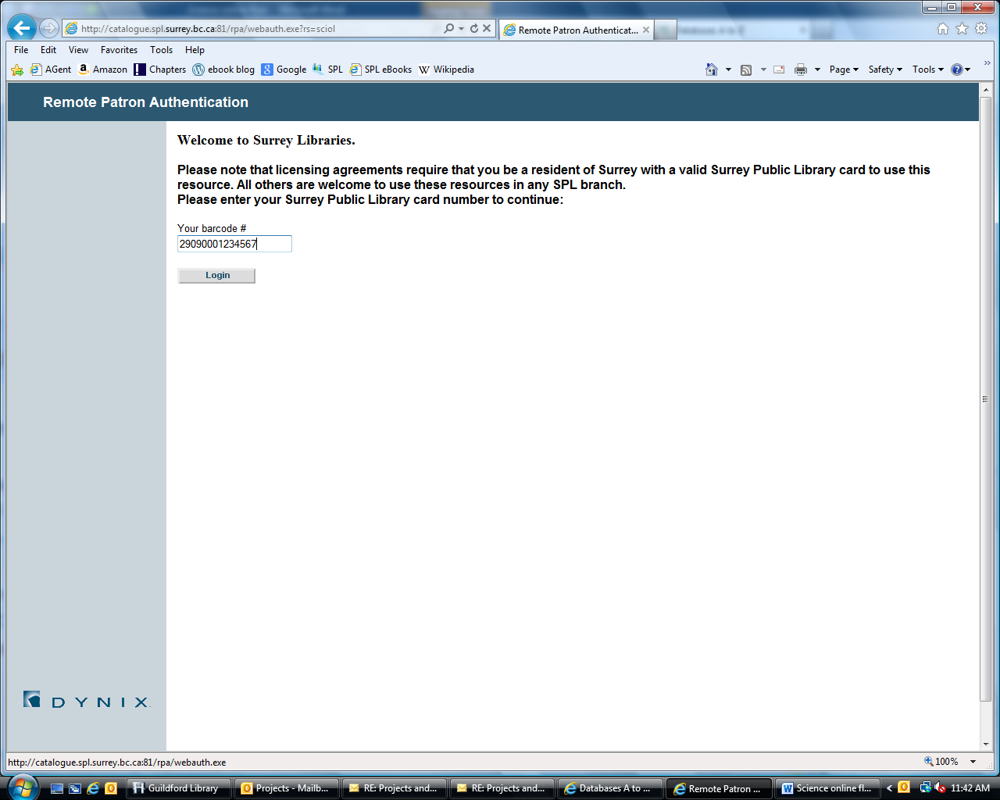 http://catalogue.spl.surrey.bc.ca:81/rpa/webauth.exe?rs=sciol
Remote Patron Authenticat...
File Edit View Favorites Tools Help
AGent Amazon Chapters ebook blog Google SPL SPL eBooks Wikipedia Page Safety Tools
Remote Patron Authentication
Welcome to Surrey Libraries.
Please note that licensing agreements require that you be a resident of Surrey with a valid Surrey Public Library card to use this
resource. All others are welcome to use these resources in any SPL branch.
Please enter your Surrey Public Library card number to continue:
Your barcode #
29090001234567
Login
DYNIX
http://catalogue.spl.surrey.bc.ca:81/rpa/webauth.exe
100%
Guildford Library Projects - Mailb... RE: Projects and... RE: Projects and... Databases A to ... Remote Patron ... Science online fl... 11:42 AM